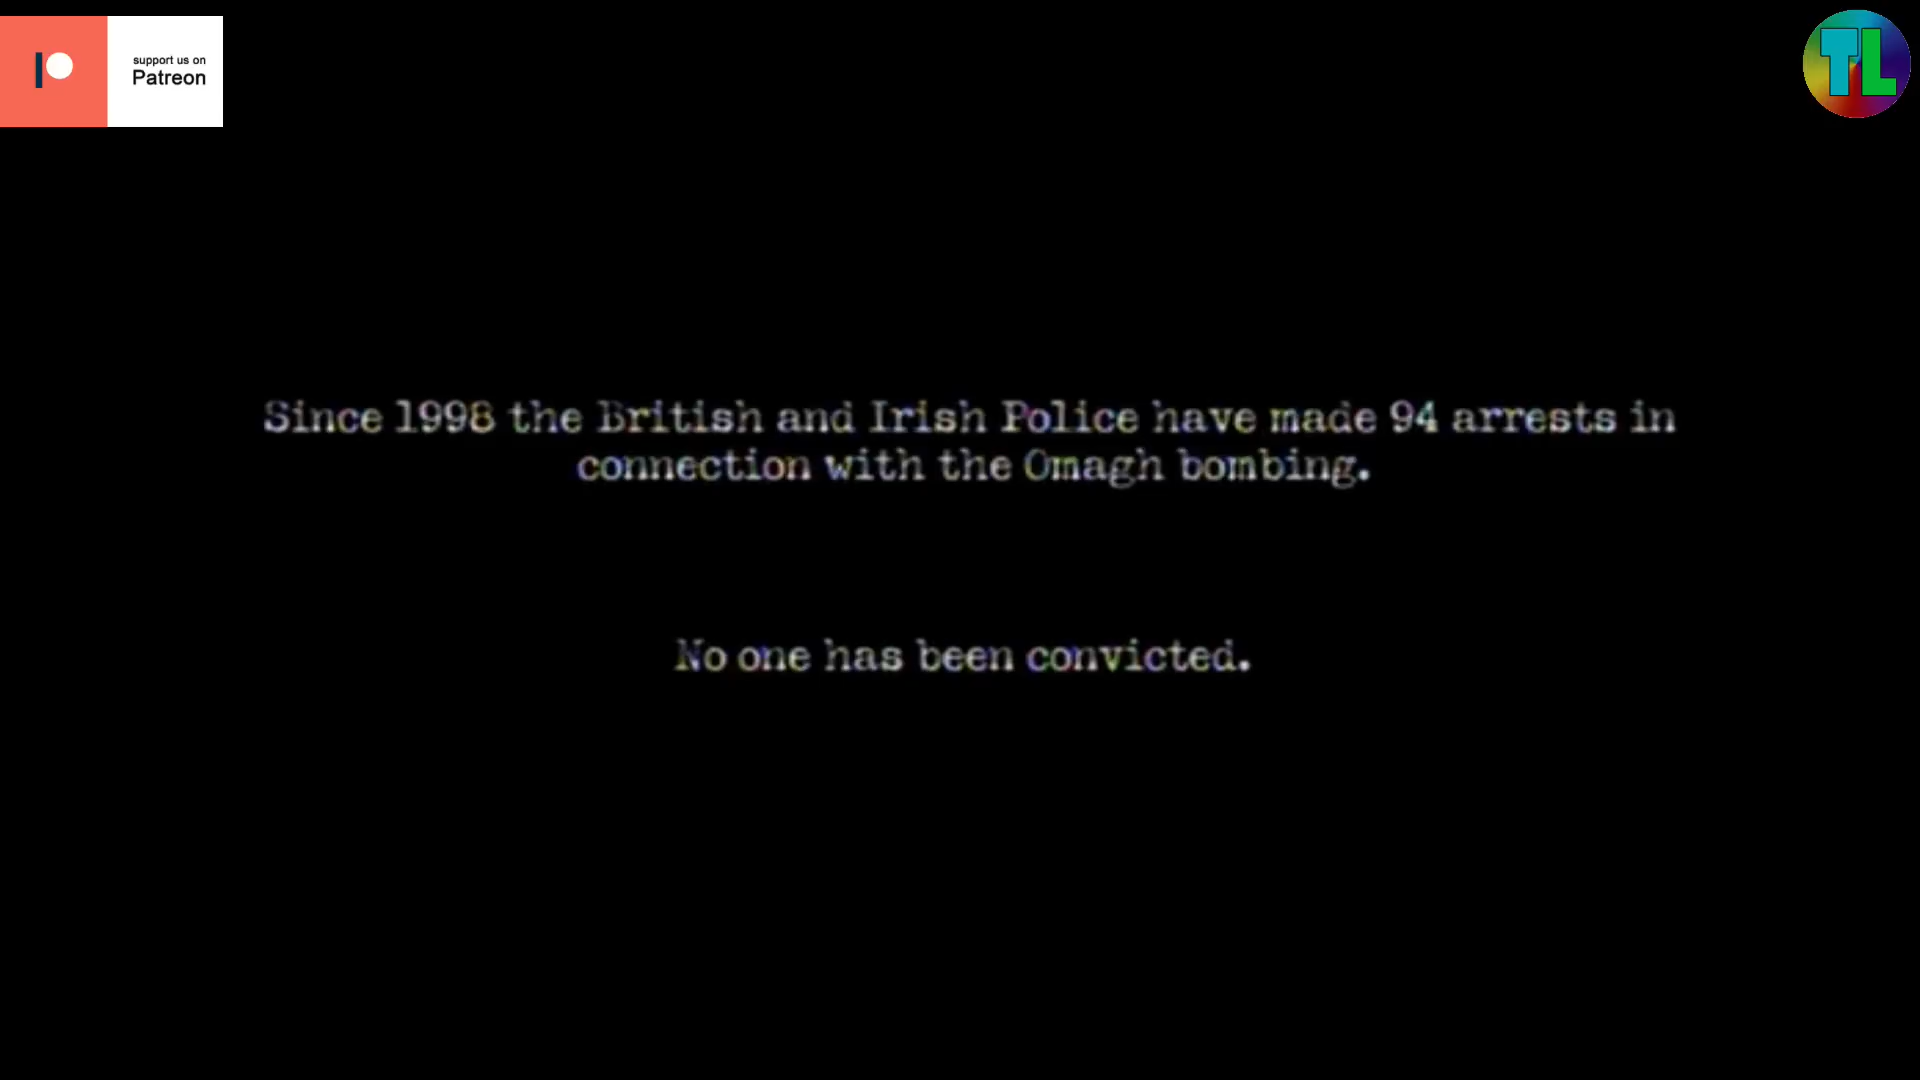 support us on
Patreon
TL
Since 1998 the British and Irish Police have made 94 arrests in
connection with the Omagh bombing.
No one has been convicted.